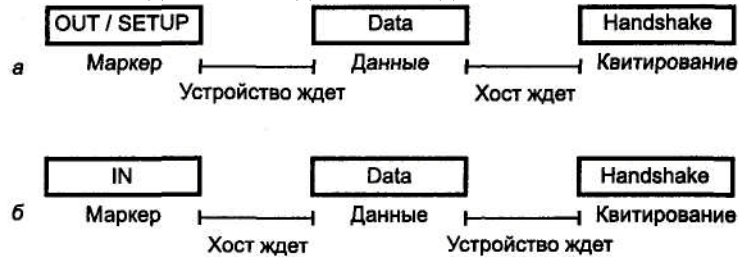 OUT / SETUP Data Handshake
а Маркер Данные Квитирование
Устройство ждет Хост ждет
IN Data Handshake
б Маркер Данные Квитирование
Хост ждет Устройство ждет